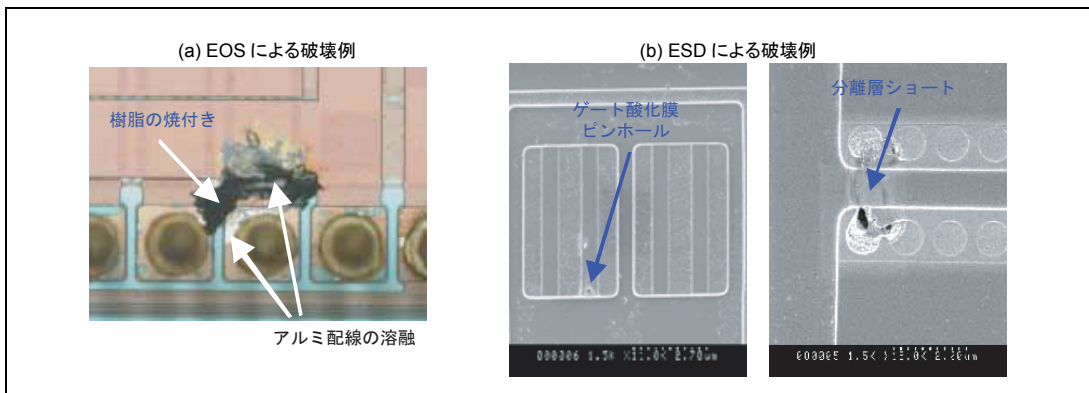 (a) EOS による破壊例
(b) ESD による破壊例
樹脂の焼付き
アルミ配線の溶融
ゲート酸化膜
ピンホール
分離層ショート